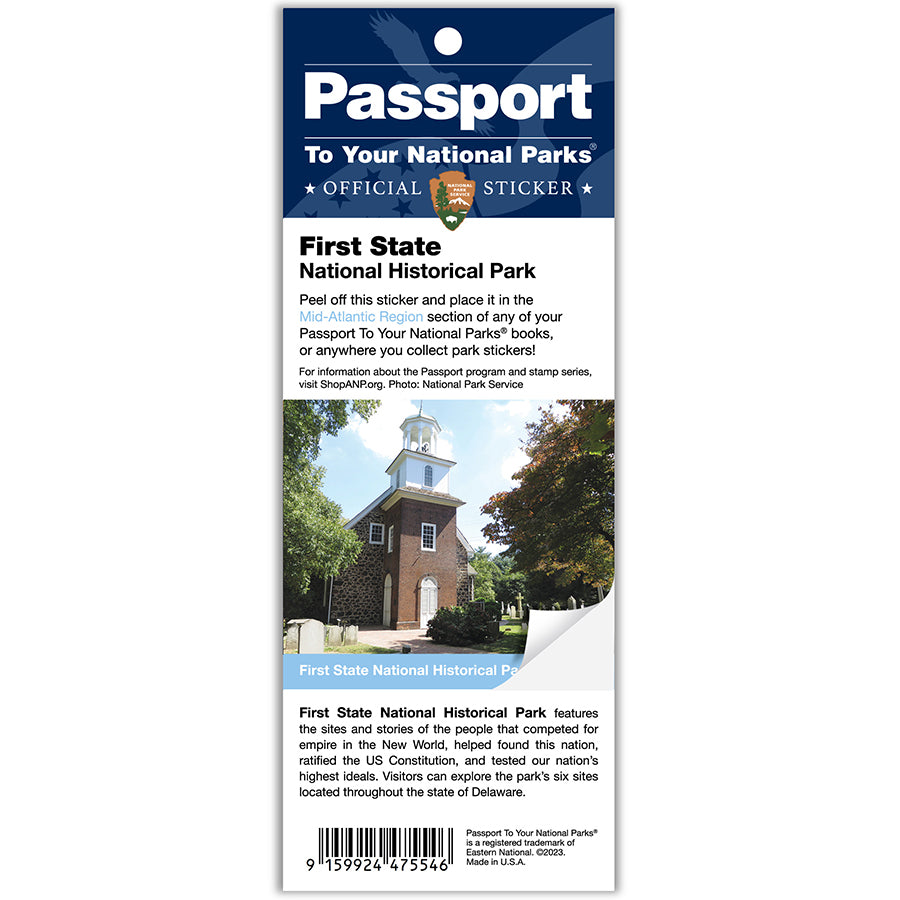 Passport
To Your National Parks®
★ OFFICIAL STICKER ★
NATIONAL
PARK
SERVICE
First State
National Historical Park
Peel off this sticker and place it in the
Mid-Atlantic Region section of any of your
Passport To Your National Parks® books,
or anywhere you collect park stickers!
For information about the Passport program and stamp series,
visit ShopANP.org. Photo: National Park Service
First State National Historical Pa
First State National Historical Park features
the sites and stories of the people that competed for
empire in the New World, helped found this nation,
ratified the US Constitution, and tested our nation's
highest ideals. Visitors can explore the park's six sites
located throughout the state of Delaware.
9 159924 475546
Passport To Your National Parks®
is a registered trademark of
Eastern National. ©2023.
Made in U.S.A.